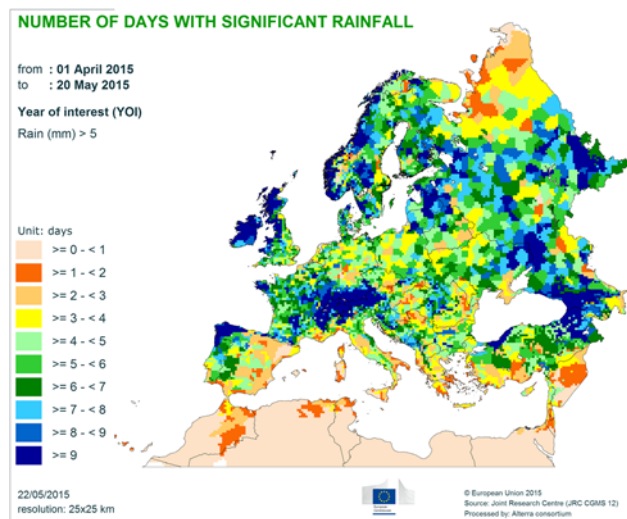 NUMBER OF DAYS WITH SIGNIFICANT RAINFALL
from : 01 April 2015
to : 20 May 2015
Year of interest (YOI)
Rain (mm) > 5
Unit: days
>= 0 - < 1
>= 1 - < 2
>= 2 - < 3
>= 3 - < 4
>= 4 - < 5
>= 5 - < 6
>= 6 - < 7
>= 7 - < 8
>= 8 - < 9
>= 9
22/05/2015
resolution: 25x25 km
© European Union 2015
Source: Joint Research Centre (JRC CGMS 12)
Processed by: Alterra consortium